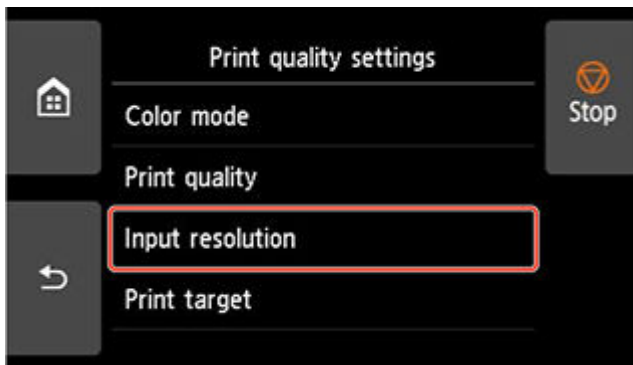 Print quality settings
Stop
Color mode
Print quality
Input resolution
Print target